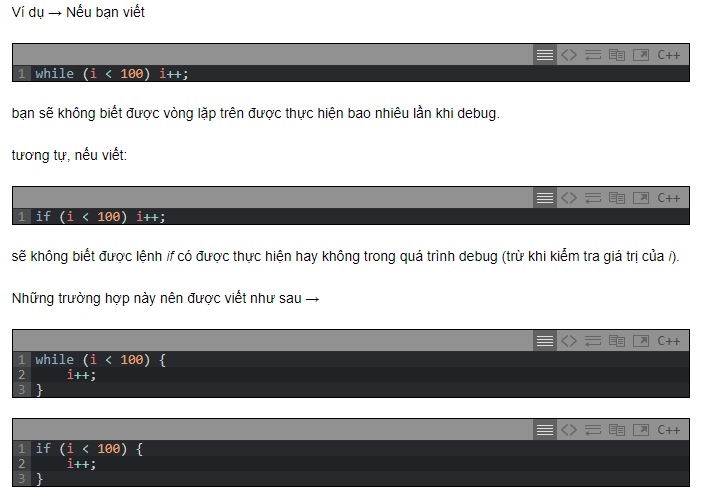 Ví dụ → Nếu bạn viết
C++
1 while (i < 100) i++;
bạn sẽ không biết được vòng lặp trên được thực hiện bao nhiêu lần khi debug.
tương tự, nếu viết:
C++
1 if (i < 100) i++;
sẽ không biết được lệnh if có được thực hiện hay không trong quá trình debug (trừ khi kiểm tra giá trị của i).
Những trường hợp này nên được viết như sau →
C++
1 while (i < 100) {
2     i++;
3 }
C++
1 if (i < 100) {
2     i++;
3 }